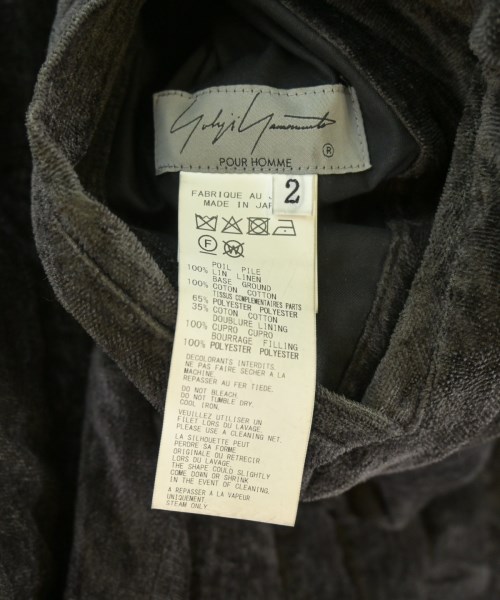 Yohji Yamamoto
POUR HOMME ®
2
FABRIQUE AU J
MADE IN JAP
F W
100% POIL PILE
LIN LINEN
BASE GROUND
100% COTON COTTON
TISSUS COMPLEMENTAIRES PARTS
65% POLYESTER POLYESTER
35% COTON COTTON
DOUBLURE LINING
100% CUPRO CUPRO
BOURRAGE FILLING
100% POLYESTER POLYESTER
DECOLORANTS INTERDITS.
NE PAS FAIRE SECHER A LA
MACHINE.
REPASSER AU FER TIEDE.
DO NOT BLEACH.
DO NOT TUMBLE DRY.
COOL IRON.
VEUILLEZ UTILISER UN
FILET LORS DU LAVAGE.
PLEASE USE A CLEANING NET.
LA SILHOUETTE PEUT
PERDRE SA FORME
ORIGINALE OU RETRECIR
LORS DU LAVAGE.
THE SHAPE COULD SLIGHTLY
COME DOWN OR SHRINK
IN THE EVENT OF CLEANING.
A REPASSER A LA VAPEUR
UNIQUEMENT.
STEAM ONLY.